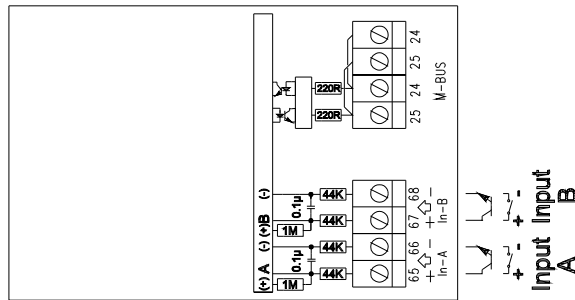 24
25
24
25
M-BUS
220R
220R
(-)
(+)B
(-)
(+) A
44K
0.1µ
44K
1M
44K
0.1µ
44K
1M
68 -
67 +
In-B
66 -
65 +
In-A
- +
Input B
- +
Input A